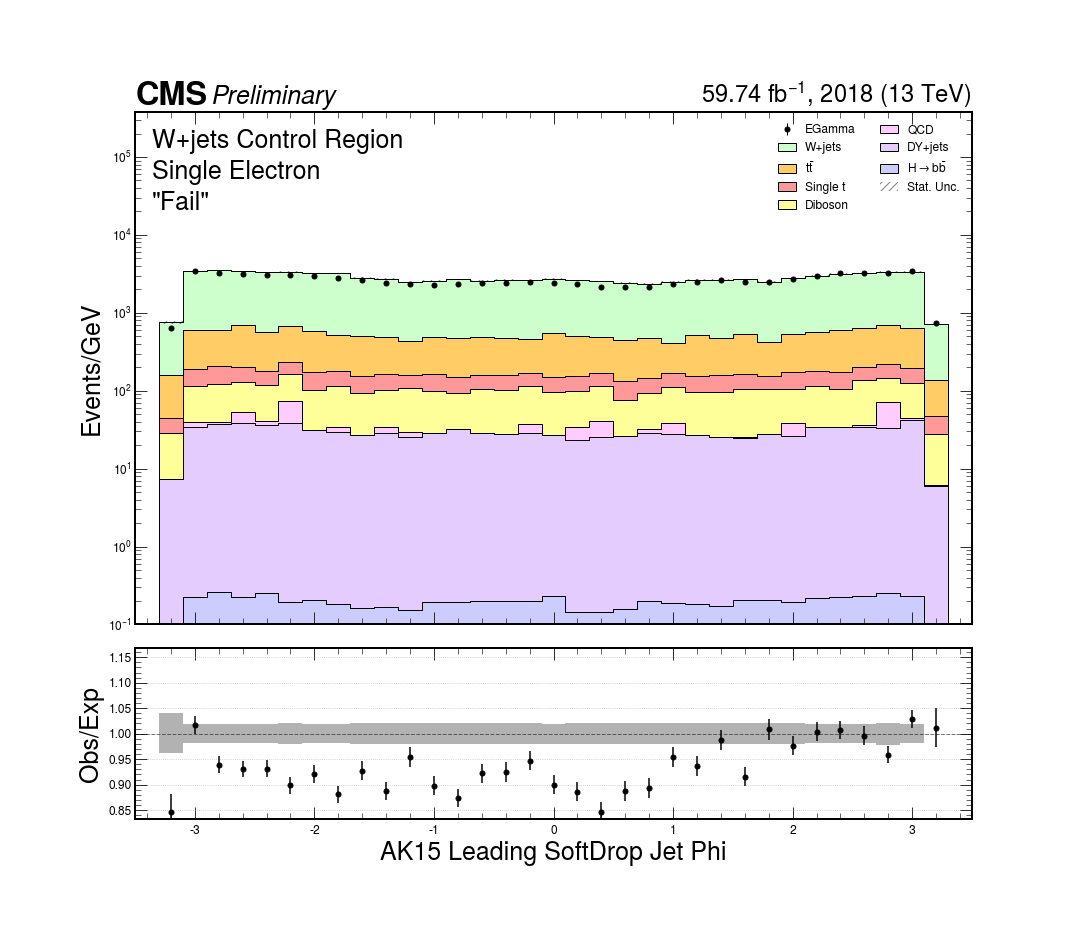 CMS Preliminary
59.74 fb⁻¹, 2018 (13 TeV)
W+jets Control Region
Single Electron
"Fail"
EGamma
W+jets
tt̄
Single t
Diboson
QCD
DY+jets
H→bb̄
Stat. Unc.
Events/GeV
10⁵
10⁴
10³
10²
10¹
10⁰
10⁻¹
Obs/Exp
1.15
1.10
1.05
1.00
0.95
0.90
0.85
-3 -2 -1 0 1 2 3
AK15 Leading SoftDrop Jet Phi